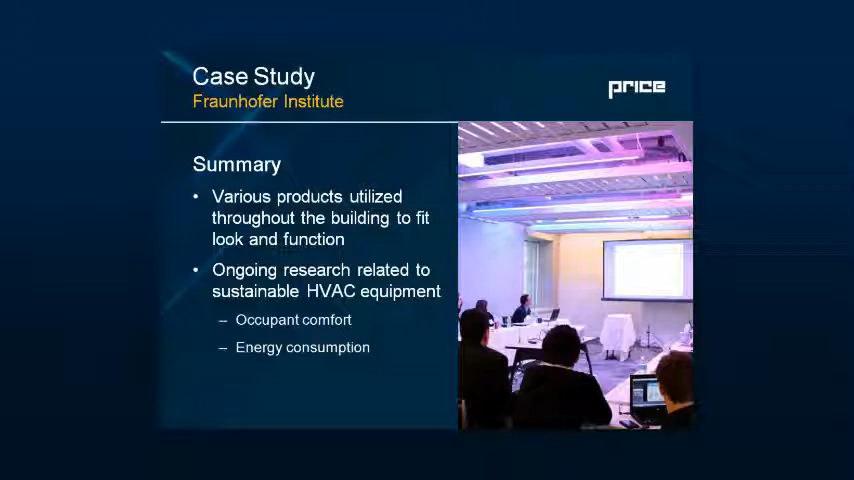 Case Study
Fraunhofer Institute
price
Summary
• Various products utilized
throughout the building to fit
look and function
• Ongoing research related to
sustainable HVAC equipment
– Occupant comfort
– Energy consumption